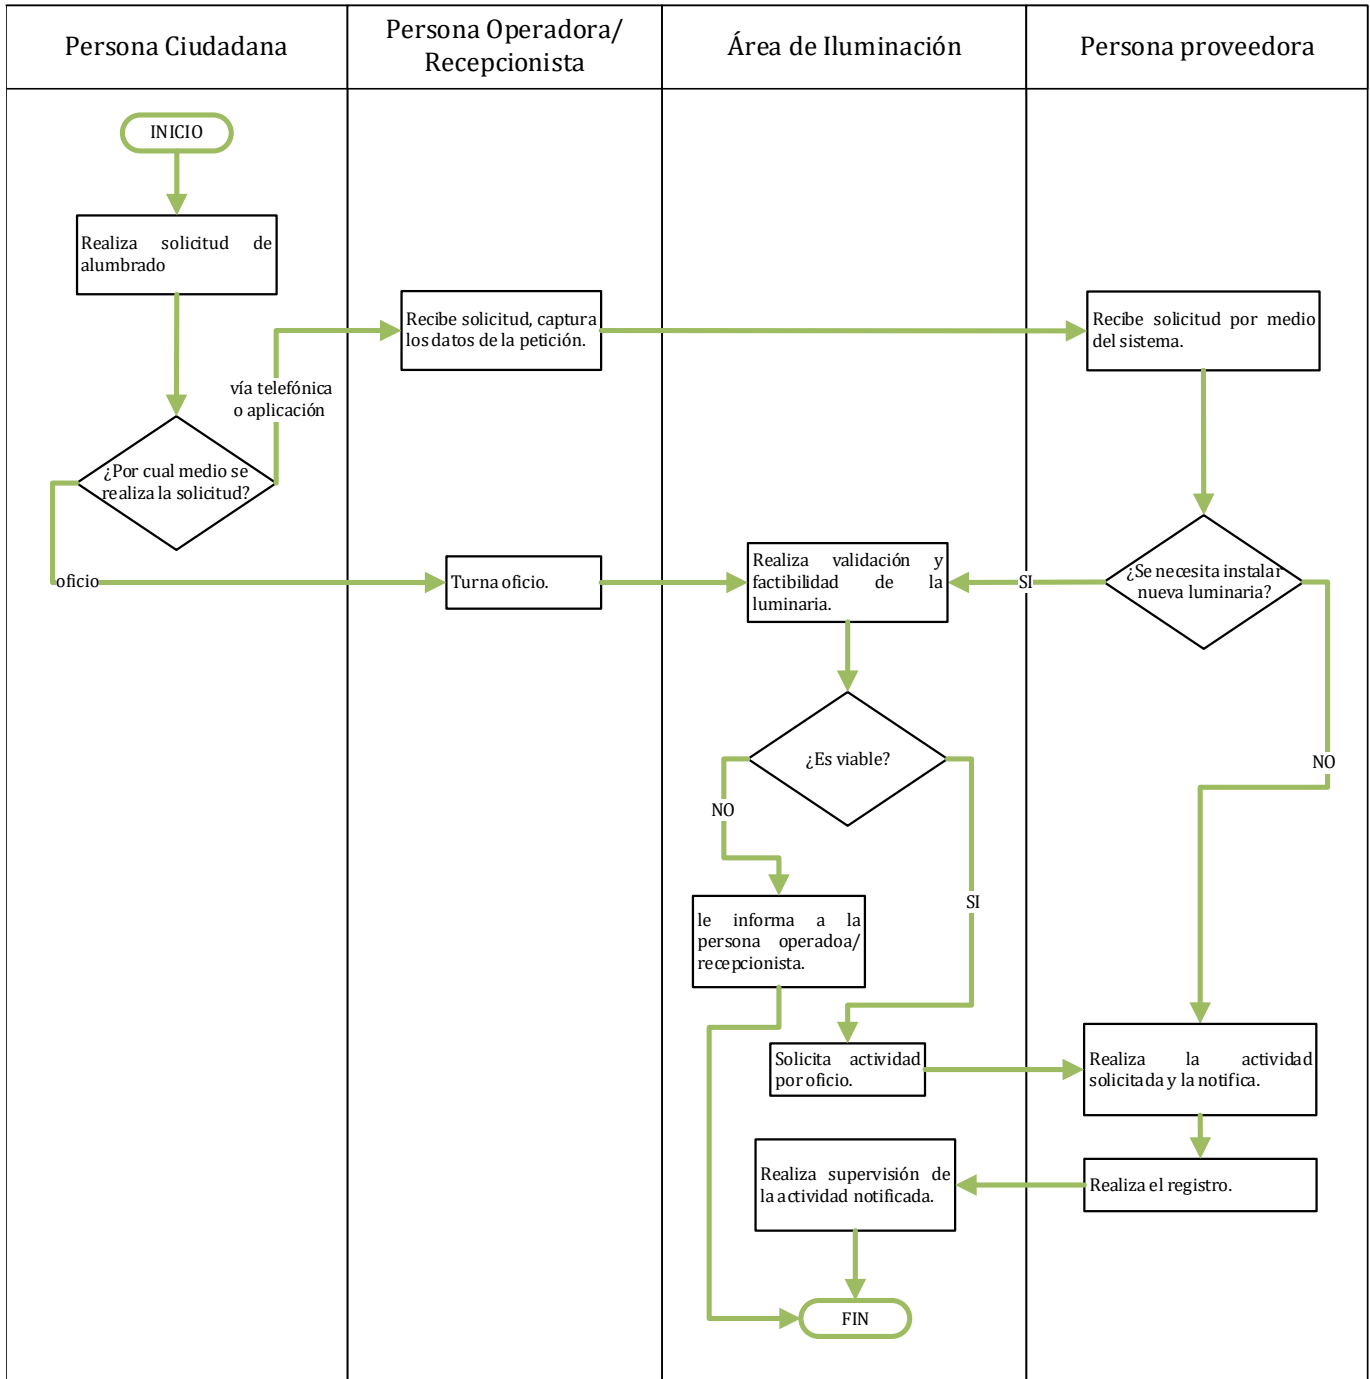 Persona Ciudadana
Persona Operadora/
Recepcionista
Área de Iluminación
Persona proveedora
INICIO
Realiza solicitud de
alumbrado
Recibe solicitud, captura
los datos de la petición.
Recibe solicitud por medio
del sistema.
vía telefónica
o aplicación
¿Por cual medio se
realiza la solicitud?
oficio
Turna oficio.
Realiza validación y
factibilidad de la
luminaria.
SI
¿Se necesita instalar
nueva luminaria?
¿Es viable?
NO
NO
SI
le informa a la
persona operadoa/
recepcionista.
Solicita actividad
por oficio.
Realiza la actividad
solicitada y la notifica.
Realiza supervisión de
la actividad notificada.
Realiza el registro.
FIN